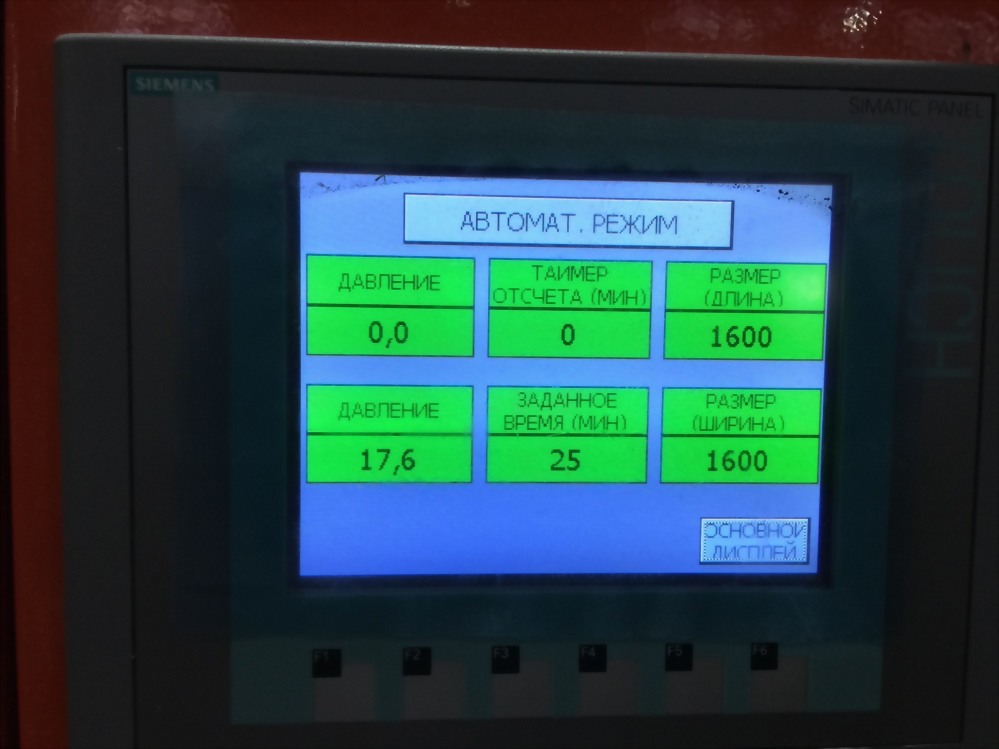 SIEMENS
SIMATIC PANEL
АВТОМАТ. РЕЖИМ
ДАВЛЕНИЕ
ТАИМЕР
ОТСЧЕТА (МИН)
РАЗМЕР
(ДЛИНА)
0,0
0
1600
ДАВЛЕНИЕ
ЗАДАННОЕ
ВРЕМЯ (МИН)
РАЗМЕР
(ШИРИНА)
17,6
25
1600
ОСНОВНОЙ
ДИСПЛЕЙ
F1
F2
F3
F4
F5
F6